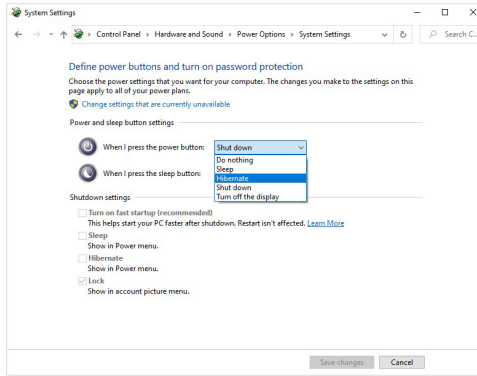 System Settings
Control Panel > Hardware and Sound > Power Options > System Settings
Search C...
Define power buttons and turn on password protection
Choose the power settings that you want for your computer. The changes you make to the settings on this
page apply to all of your power plans.
Change settings that are currently unavailable
Power and sleep button settings
When I press the power button: Shut down
Do nothing
Sleep
When I press the sleep button: Hibernate
Shut down
Turn off the display
Shutdown settings
Turn on fast startup (recommended)
This helps start your PC faster after shutdown. Restart isn't affected. Learn More
Sleep
Show in Power menu.
Hibernate
Show in Power menu.
Lock
Show in account picture menu.
Save changes Cancel